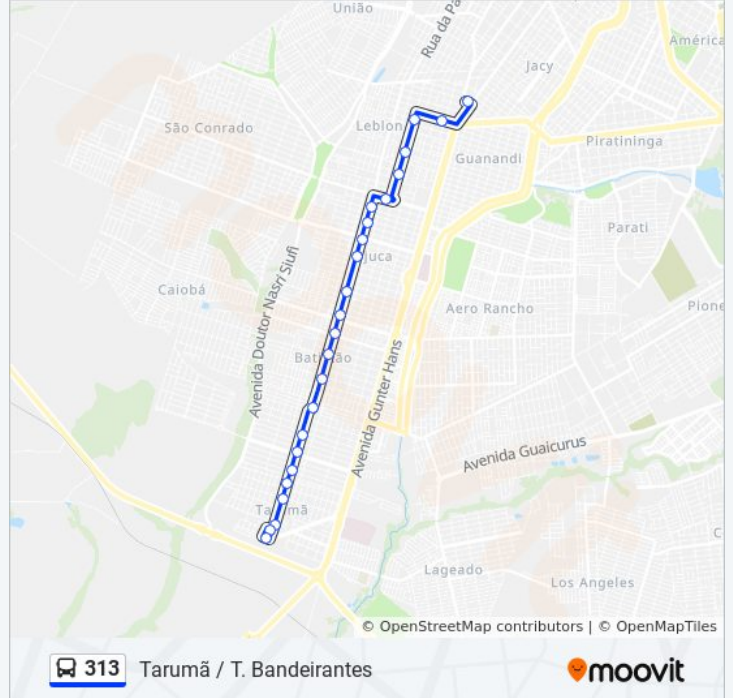 União
Rua da Pa
América
Jacy
São Conrado
Leblon
Piratininga
Guanandi
Parati
Juca
Avenida Doutor Nasri Siufi
Caiobá
Pione
Aero Rancho
Batistão
Avenida Gunter Hans
Avenida Guaicurus
Tarumã
C
Lageado
Los Angeles
© OpenStreetMap contributors | © OpenMapTiles
313 Tarumã / T. Bandeirantes
moovit